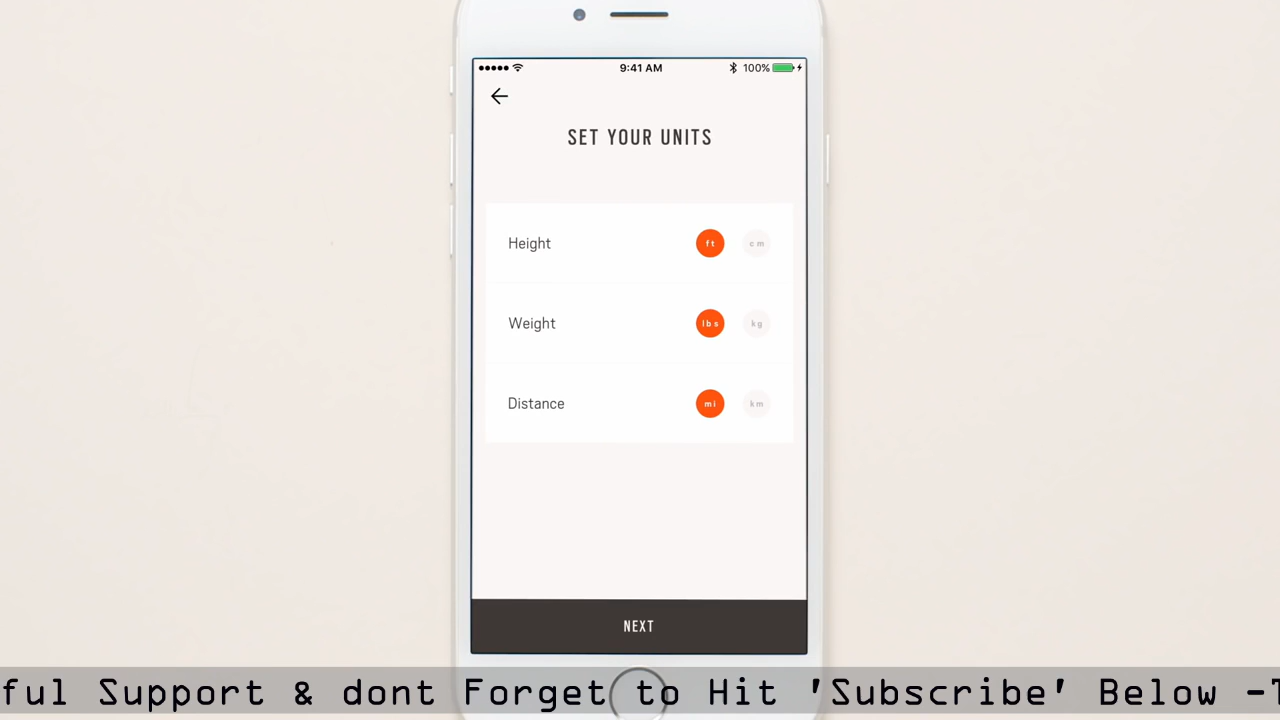 9:41 AM
100%
SET YOUR UNITS
Height ft cm
Weight lbs kg
Distance mi km
NEXT
Support & dont Forget to Hit 'Subscribe' Below